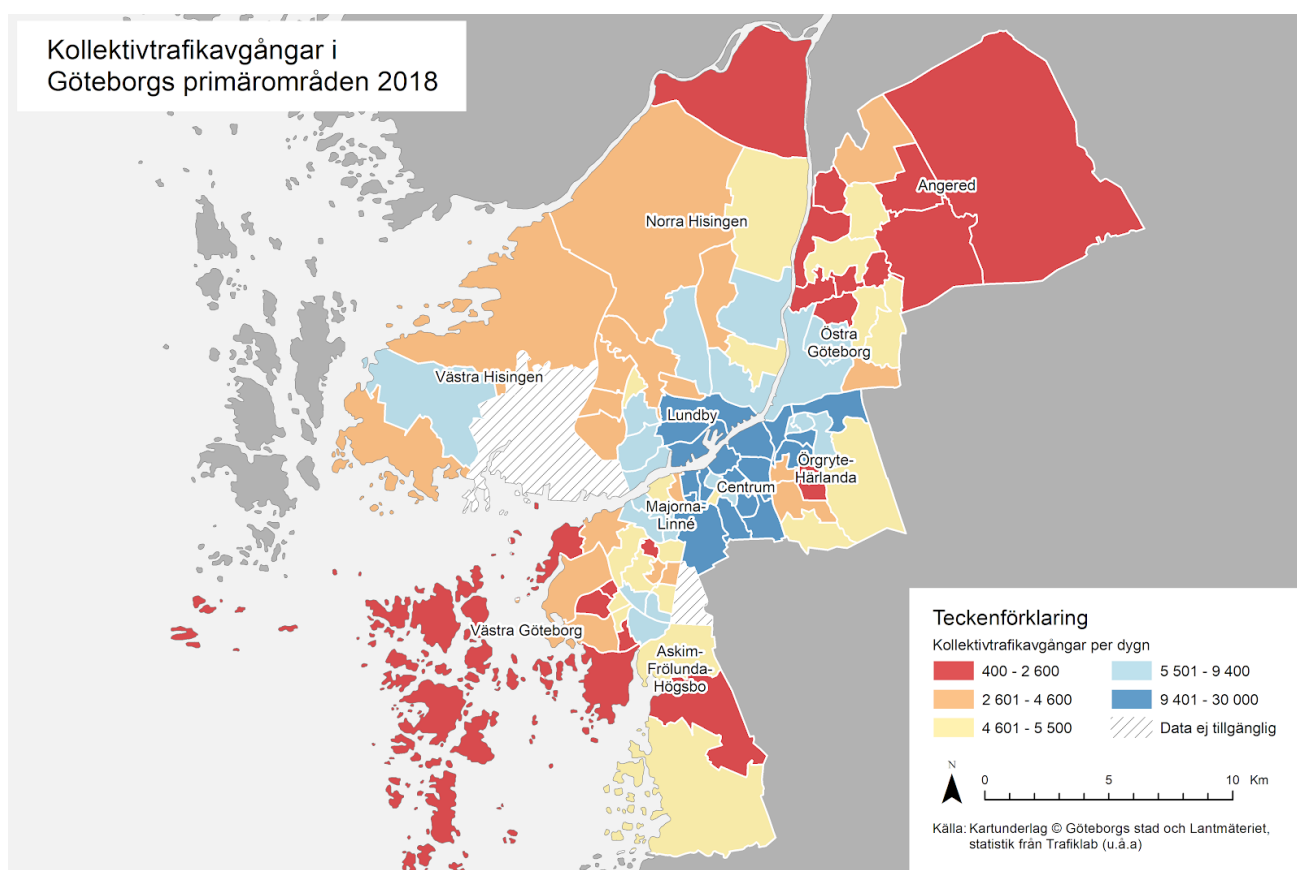 Kollektivtrafikavgångar i
Göteborgs primärområden 2018
Angered
Norra Hisingen
Östra
Göteborg
Västra Hisingen
Lundby
Örgryte-
Härlanda
Centrum
Majorna-
Linné
Västra Göteborg
Askim-
Frölunda-
Högsbo
Teckenförklaring
Kollektivtrafikavgångar per dygn
400 - 2 600
2 601 - 4 600
4 601 - 5 500
5 501 - 9 400
9 401 - 30 000
Data ej tillgänglig
N
0 5 10 Km
Källa: Kartunderlag © Göteborgs stad och Lantmäteriet,
statistik från Trafiklab (u.å.a)